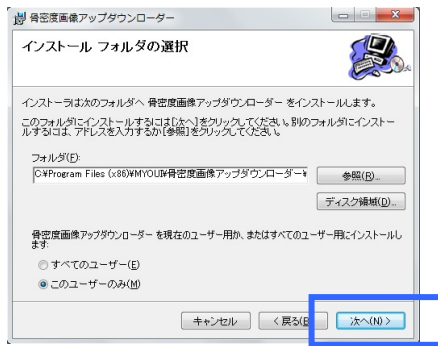 骨密度画像アップダウンローダー
インストール フォルダの選択
インストーラは次のフォルダへ 骨密度画像アップダウンローダー をインストールします。
このフォルダにインストールするには[次へ]をクリックしてください。別のフォルダにインストー
ルするには、アドレスを入力するか[参照]をクリックしてください。
フォルダ(F):
C:¥Program Files (x86)¥MYOUI¥骨密度画像アップダウンローダー¥
参照(R)...
ディスク領域(D)...
骨密度画像アップダウンローダー を現在のユーザー用か、またはすべてのユーザー用にインストールし
ます:
すべてのユーザー(E)
このユーザーのみ(M)
キャンセル
< 戻る(B
次へ(N) >